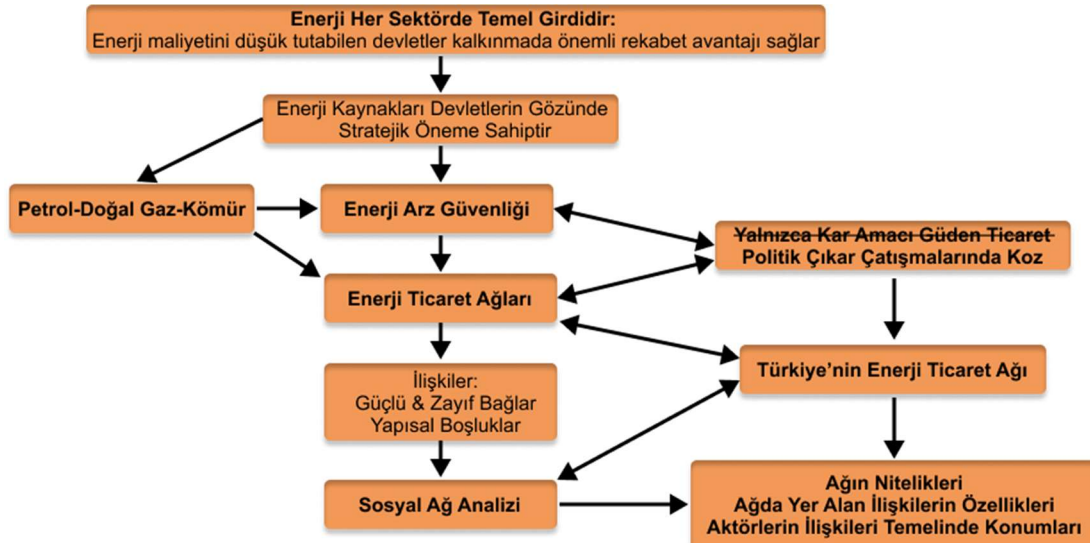 Enerji Her Sektörde Temel Girdidir:
Enerji maliyetini düşük tutabilen devletler kalkınmada önemli rekabet avantajı sağlar
Enerji Kaynakları Devletlerin Gözünde
Stratejik Öneme Sahiptir
Petrol-Doğal Gaz-Kömür
Enerji Arz Güvenliği
Yalnızca Kar Amacı Güden Ticaret
Politik Çıkar Çatışmalarında Koz
Enerji Ticaret Ağları
Türkiye’nin Enerji Ticaret Ağı
İlişkiler:
Güçlü & Zayıf Bağlar
Yapısal Boşluklar
Sosyal Ağ Analizi
Ağın Nitelikleri
Ağda Yer Alan İlişkilerin Özellikleri
Aktörlerin İlişkileri Temelinde Konumları